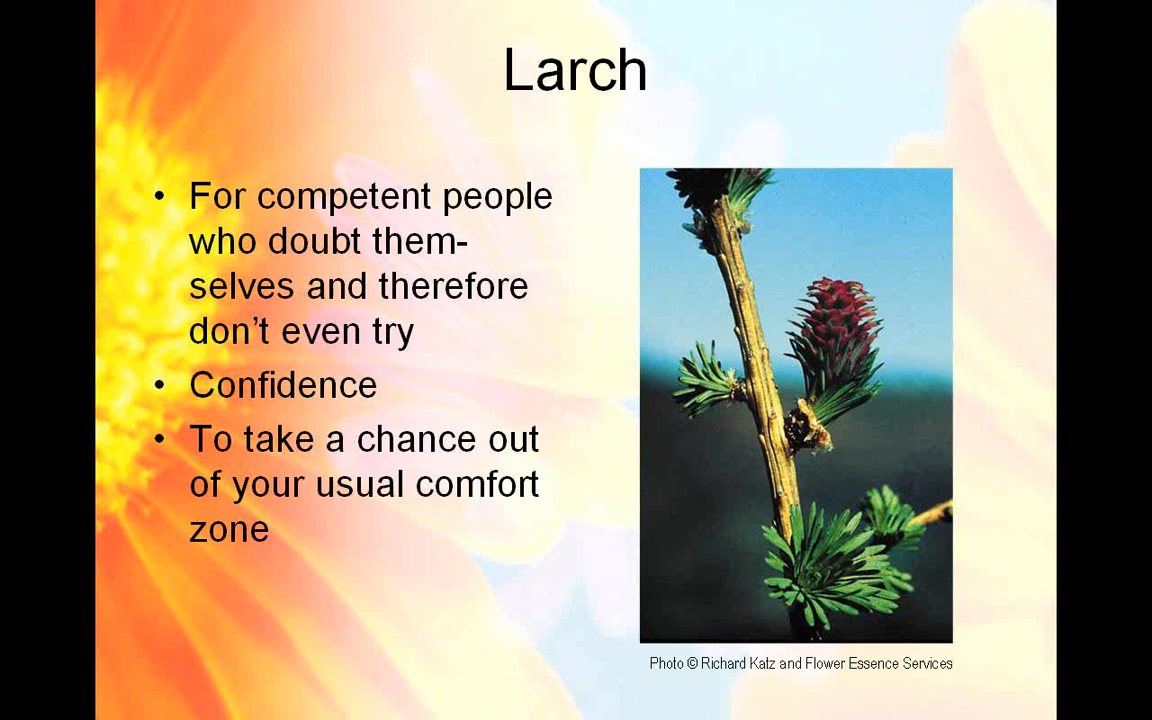 Larch
• For competent people
who doubt them-
selves and therefore
don't even try
• Confidence
• To take a chance out
of your usual comfort
zone
Photo © Richard Katz and Flower Essence Services